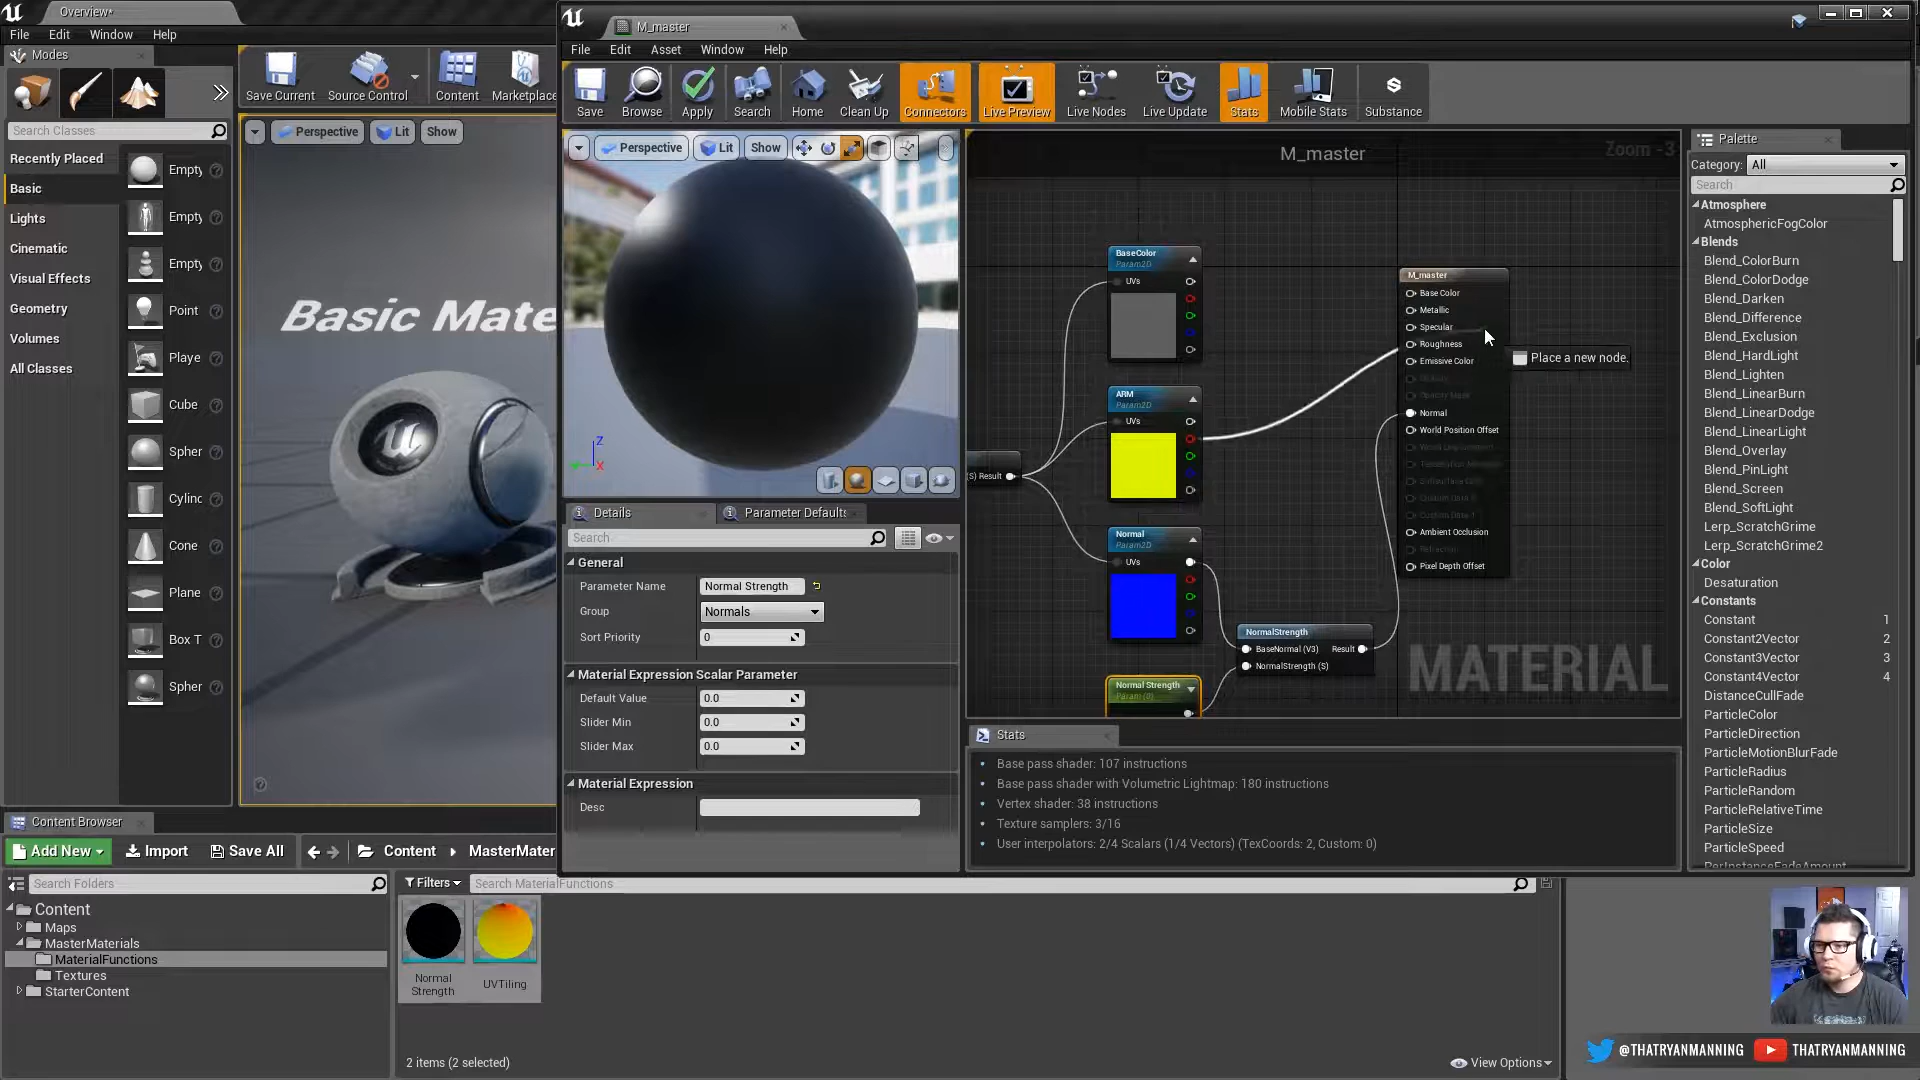 Overview*
File Edit Window Help
Modes
Search Classes
Recently Placed
Basic
Lights
Cinematic
Visual Effects
Geometry
Volumes
All Classes
Empty
Empty
Empty
Point
Playe
Cube
Spher
Cylinc
Cone
Plane
Box T
Spher
Save Current
Source Control
Content
Marketplace
Perspective
Lit
Show
Basic Mate
M_master
File Edit Asset Window Help
Save
Browse
Apply
Search
Home
Clean Up
Connectors
Live Preview
Live Nodes
Live Update
Stats
Mobile Stats
Substance
Perspective
Lit
Show
Z
X
Details
Parameter Defaults
Search
General
Parameter Name Normal Strength
Group Normals
Sort Priority 0
Material Expression Scalar Parameter
Default Value 0.0
Slider Min 0.0
Slider Max 0.0
Material Expression
Desc
M_master
Zoom -3
BaseColor
Param2D
UVs
ARM
Param2D
UVs
(S) Result
Normal
Param2D
UVs
Normal Strength
Param (0)
NormalStrength
BaseNormal (V3) Result
NormalStrength (S)
M_master
Base Color
Metallic
Specular
Roughness
Emissive Color
Opacity Mask
Normal
World Position Offset
Ambient Occlusion
Refraction
Pixel Depth Offset
Place a new node.
MATERIAL
Stats
Base pass shader: 107 instructions
Base pass shader with Volumetric Lightmap: 180 instructions
Vertex shader: 38 instructions
Texture samplers: 3/16
User interpolators: 2/4 Scalars (1/4 Vectors) (TexCoords: 2, Custom: 0)
Palette
Category: All
Search
Atmosphere
AtmosphericFogColor
Blends
Blend_ColorBurn
Blend_ColorDodge
Blend_Darken
Blend_Difference
Blend_Exclusion
Blend_HardLight
Blend_Lighten
Blend_LinearBurn
Blend_LinearDodge
Blend_LinearLight
Blend_Overlay
Blend_PinLight
Blend_Screen
Blend_SoftLight
Lerp_ScratchGrime
Lerp_ScratchGrime2
Color
Desaturation
Constants
Constant 1
Constant2Vector 2
Constant3Vector 3
Constant4Vector 4
DistanceCullFade
ParticleColor
ParticleDirection
ParticleMotionBlurFade
ParticleRadius
ParticleRandom
ParticleRelativeTime
ParticleSize
ParticleSpeed
PerInstanceFadeAmount
Content Browser
Add New Import Save All Content MasterMater
Search Folders
Filters
Search MaterialFunctions
Content
Maps
MasterMaterials
MaterialFunctions
Textures
StarterContent
Normal
Strength
UVTiling
2 items (2 selected)
View Options
@THATRYANMANNING THATRYANMANNING